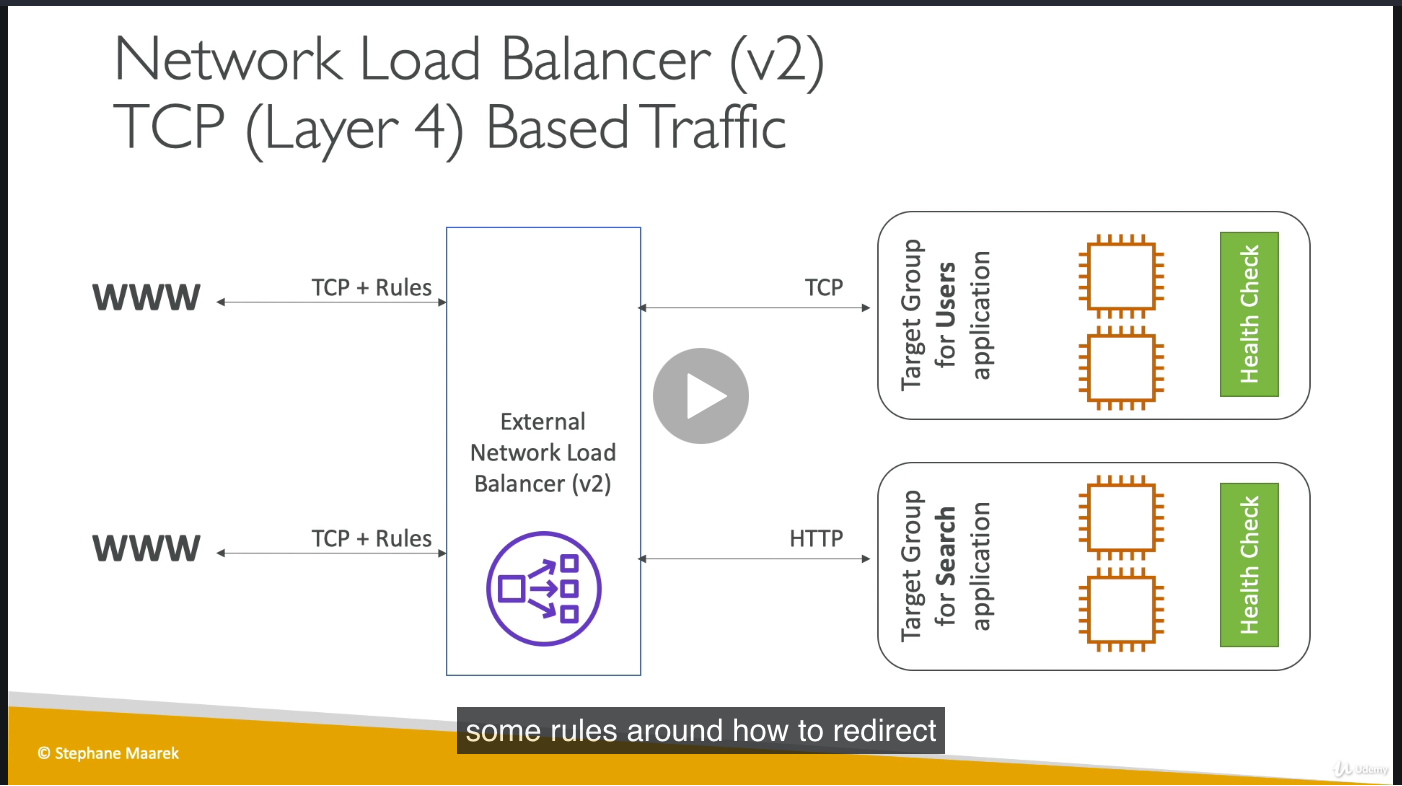 Network Load Balancer (v2)
TCP (Layer 4) Based Traffic
WWW
TCP + Rules
TCP
Target Group
for Users
application
Health Check
External
Network Load
Balancer (v2)
WWW
TCP + Rules
HTTP
Target Group
for Search
application
Health Check
some rules around how to redirect
© Stephane Maarek
Udemy